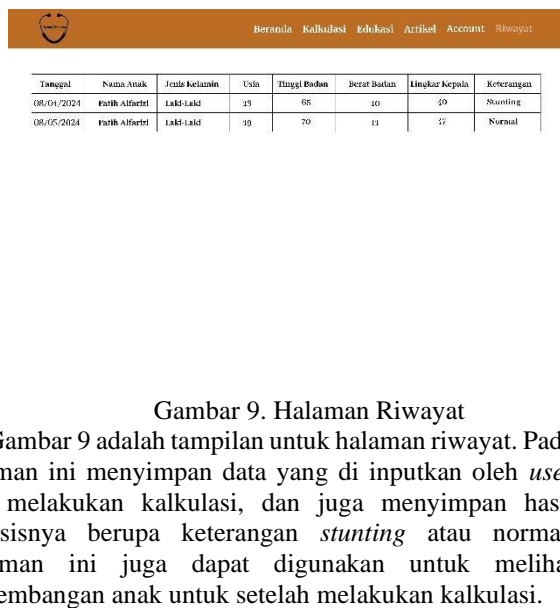 Beranda Kalkulasi Edukasi Artikel Account Riwayat
Tanggal Nama Anak Jenis Kelamin Usia Tinggi Badan Berat Badan Lingkar Kepala Keterangan
08/04/2024 Fatih Alfarizi Laki-Laki 65 10 40 Stunting
08/05/2024 Fatih Alfarizi Laki-Laki 70 11 47 Normal
Gambar 9. Halaman Riwayat
Gambar 9 adalah tampilan untuk halaman riwayat. Pad
man ini menyimpan data yang di inputkan oleh use
melakukan kalkulasi, dan juga menyimpan has
sisnya berupa keterangan stunting atau norma
man ini juga dapat digunakan untuk meliha
embangan anak untuk setelah melakukan kalkulasi.